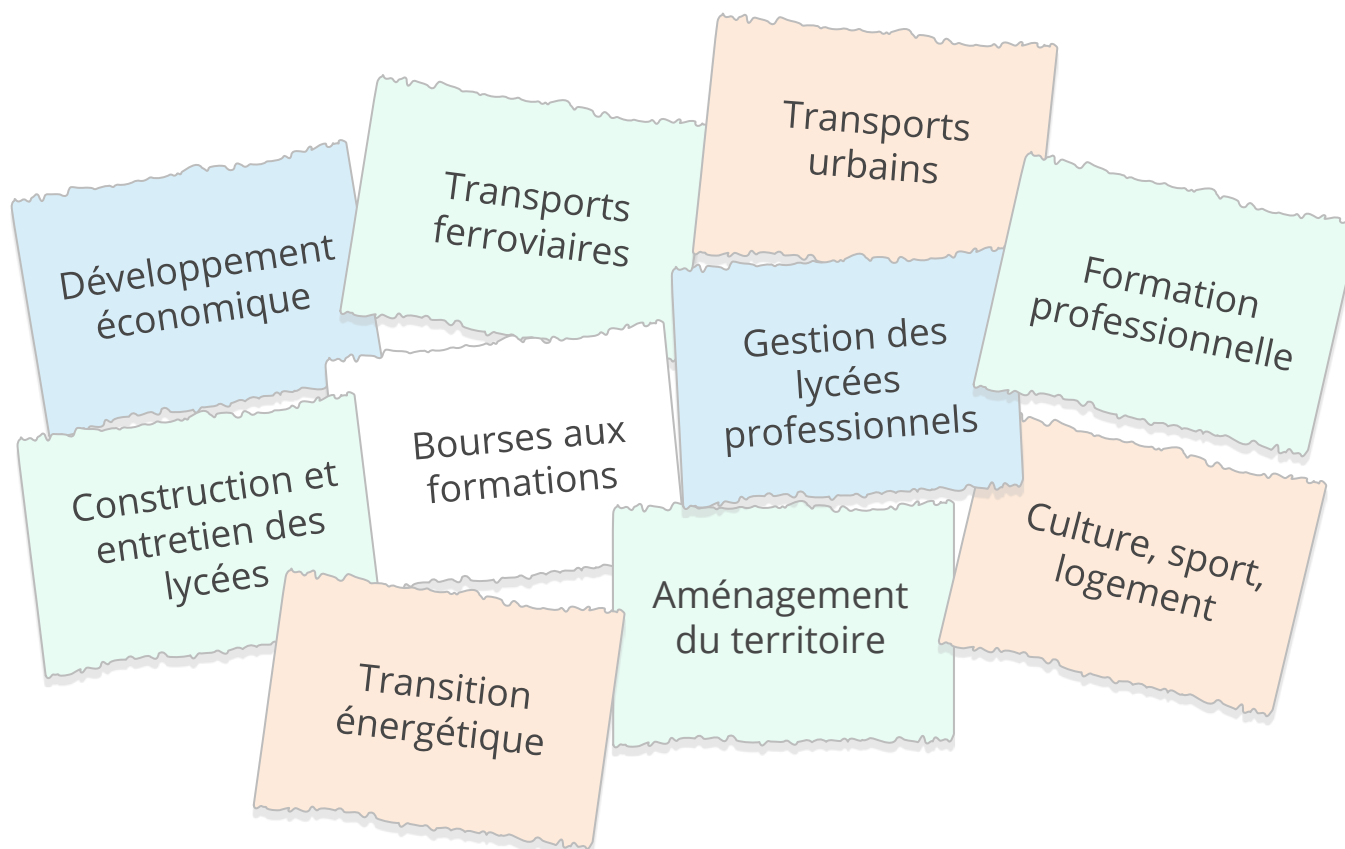 Transports
urbains
Transports
ferroviaires
Développement
économique
Formation
professionnelle
Gestion des
lycées
professionnels
Bourses aux
formations
Construction et
entretien des
lycées
Culture, sport,
logement
Aménagement
du territoire
Transition
énergétique